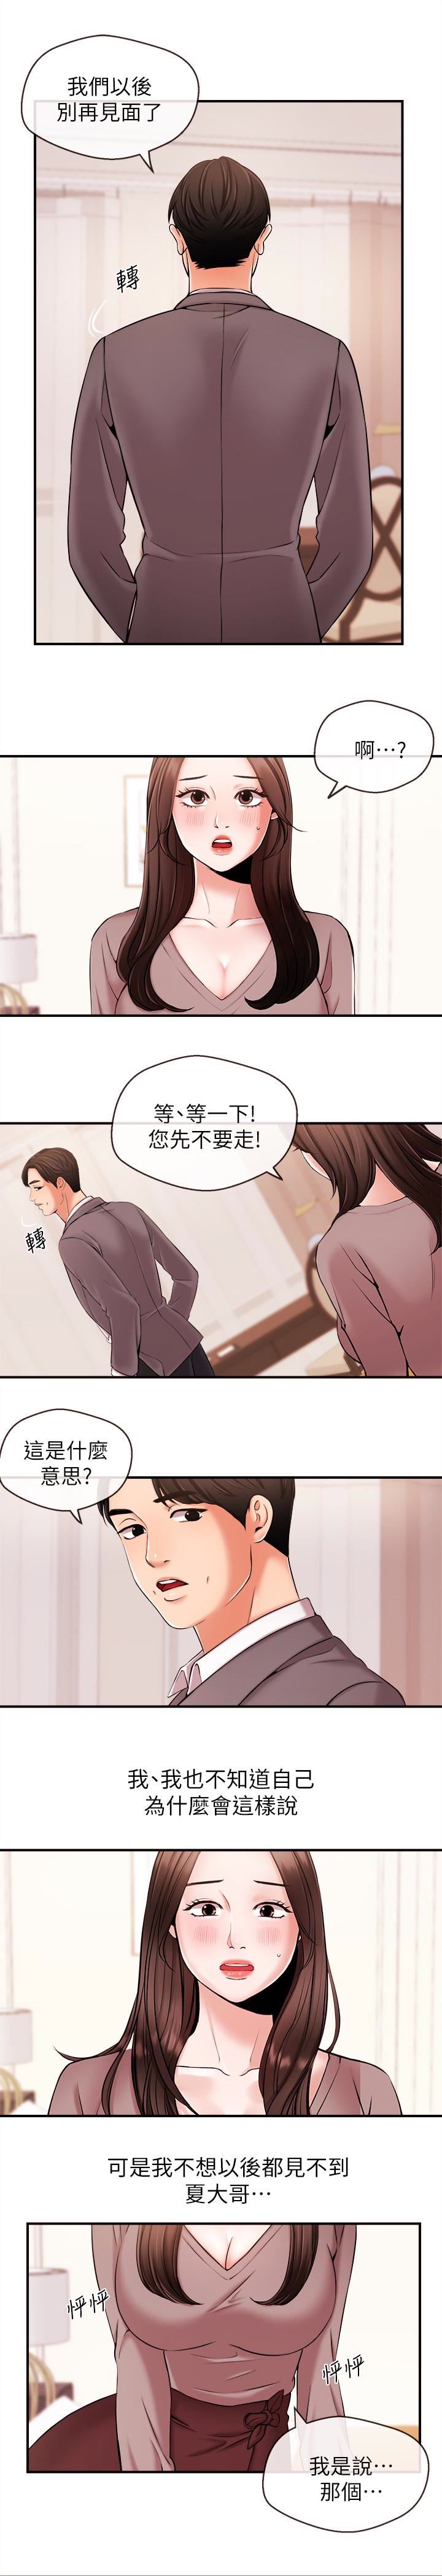 我們以後
別再見面了
轉
啊…?
等、等一下!
您先不要走!
轉
這是什麼
意思?
我、我也不知道自己
為什麼會這樣說
可是我不想以後都見不到
夏大哥…
怦怦
怦怦
我是說…
那個…